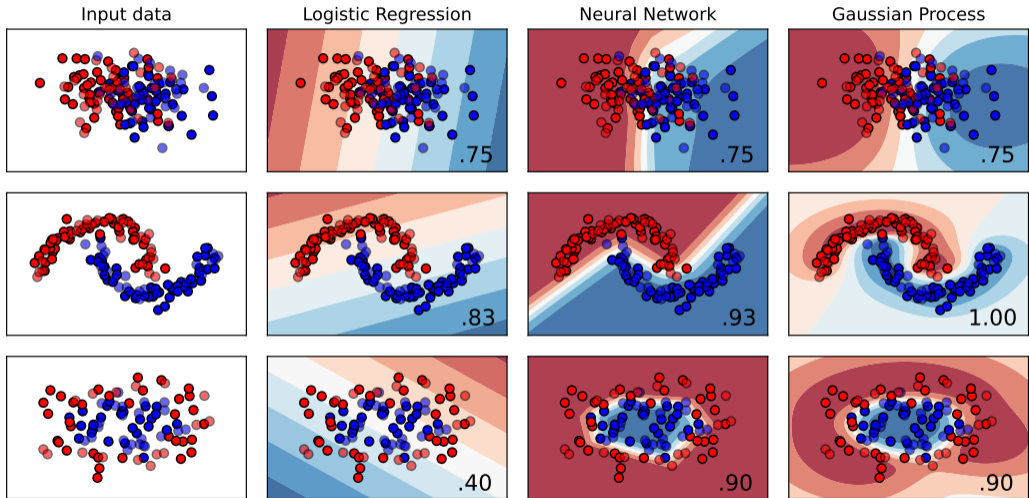 Input data
Logistic Regression
Neural Network
Gaussian Process
.75
.75
.75
.83
.93
1.00
.40
.90
.90